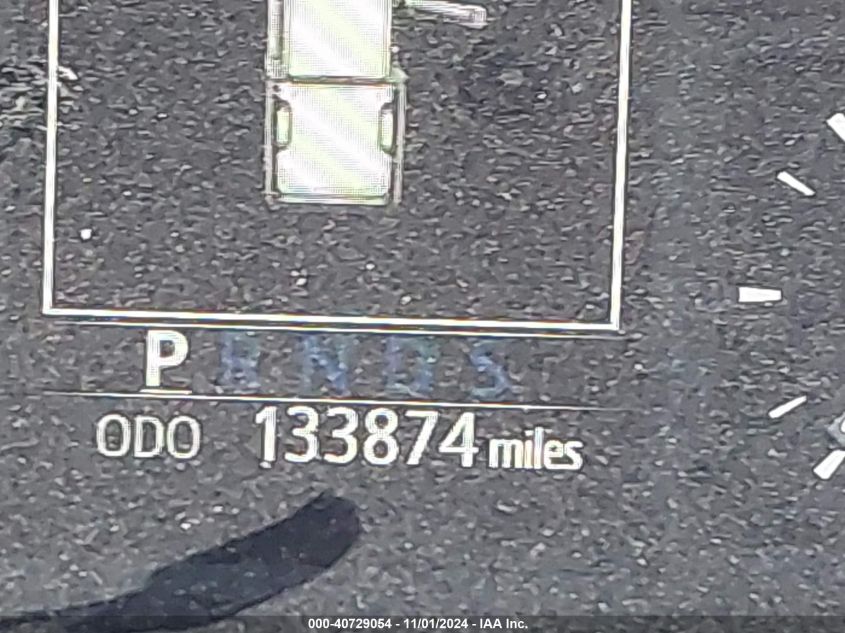 P R N D S
ODO 133874 miles
000-40729054 - 11/01/2024 - IAA Inc.